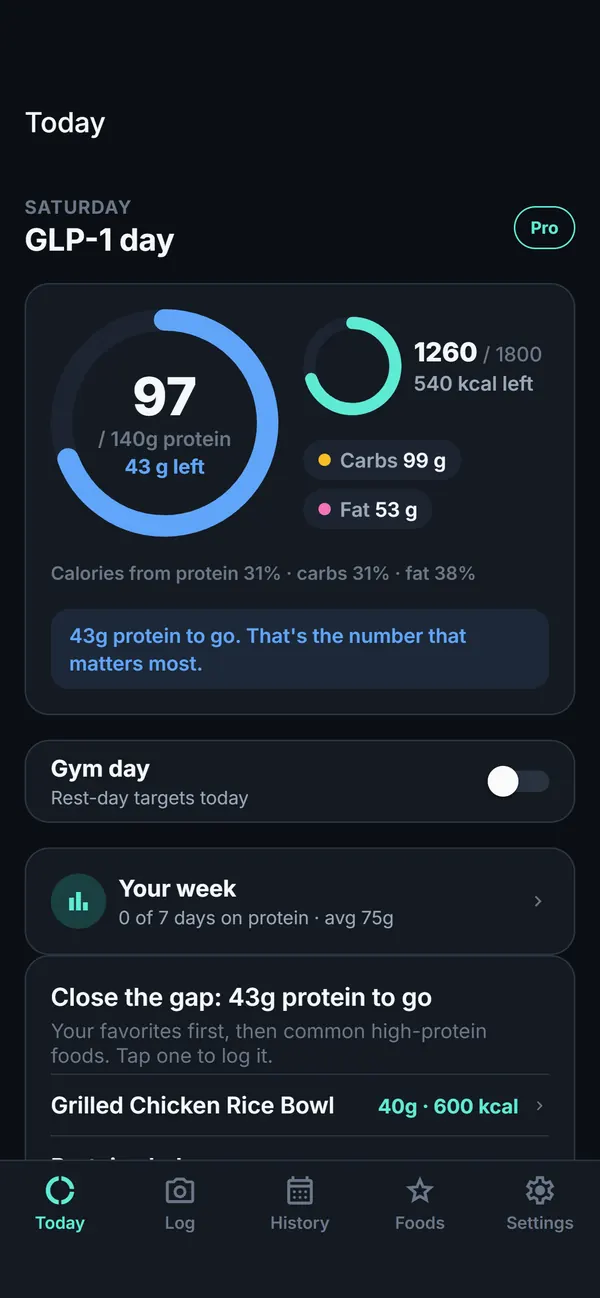 Today
SATURDAY
GLP-1 day
Pro
97
/ 140g protein
43 g left
1260 / 1800
540 kcal left
Carbs 99 g
Fat 53 g
Calories from protein 31% · carbs 31% · fat 38%
43g protein to go. That's the number that
matters most.
Gym day
Rest-day targets today
Your week
0 of 7 days on protein · avg 75g
Close the gap: 43g protein to go
Your favorites first, then common high-protein
foods. Tap one to log it.
Grilled Chicken Rice Bowl
40g · 600 kcal
Today
Log
History
Foods
Settings